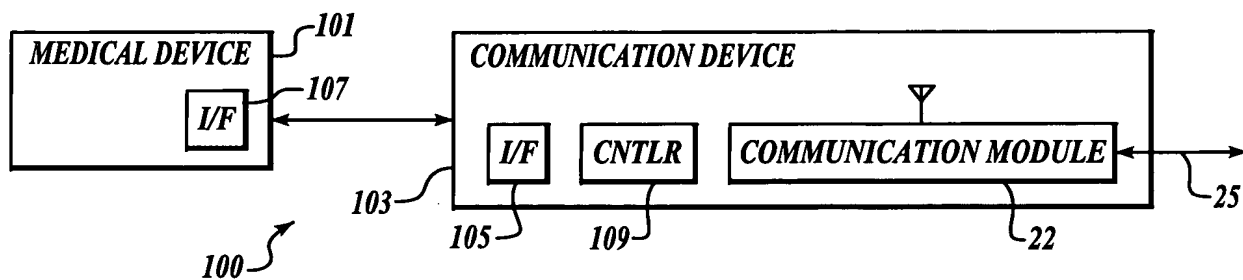 101
MEDICAL DEVICE
107
I/F
COMMUNICATION DEVICE
I/F
CNTLR
COMMUNICATION MODULE
103
105
109
22
25
100